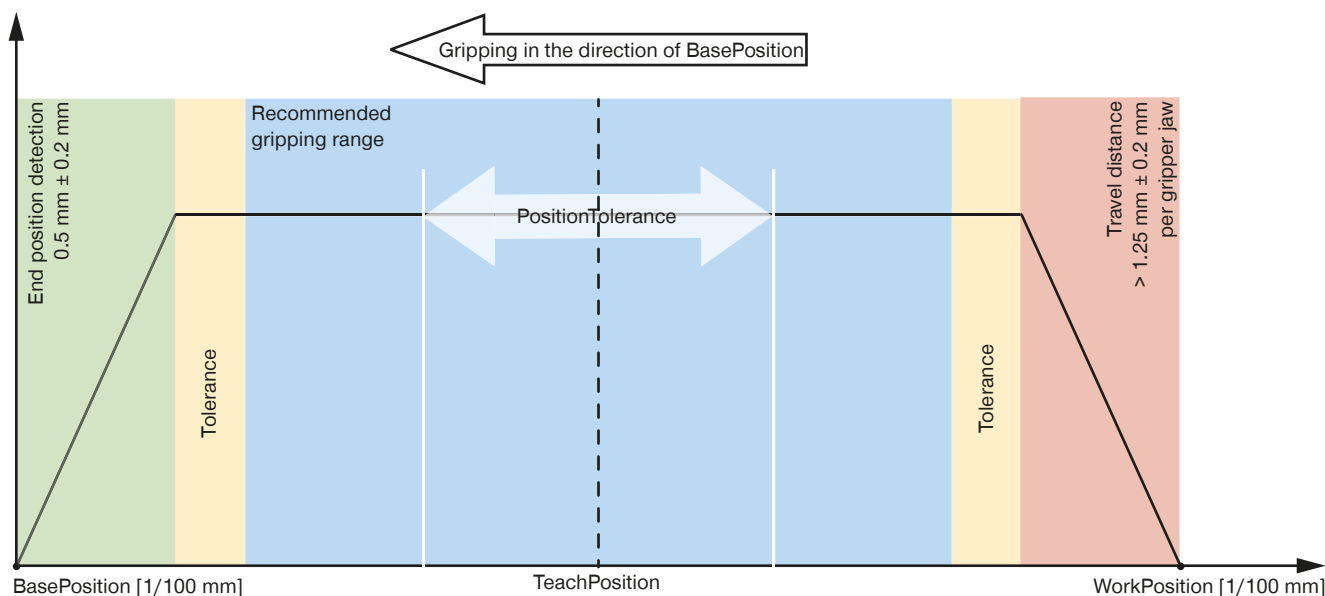 Gripping in the direction of BasePosition
End position detection
0.5 mm ± 0.2 mm
Recommended
gripping range
PositionTolerance
Travel distance
> 1.25 mm ± 0.2 mm
per gripper jaw
Tolerance
Tolerance
BasePosition [1/100 mm]
TeachPosition
WorkPosition [1/100 mm]